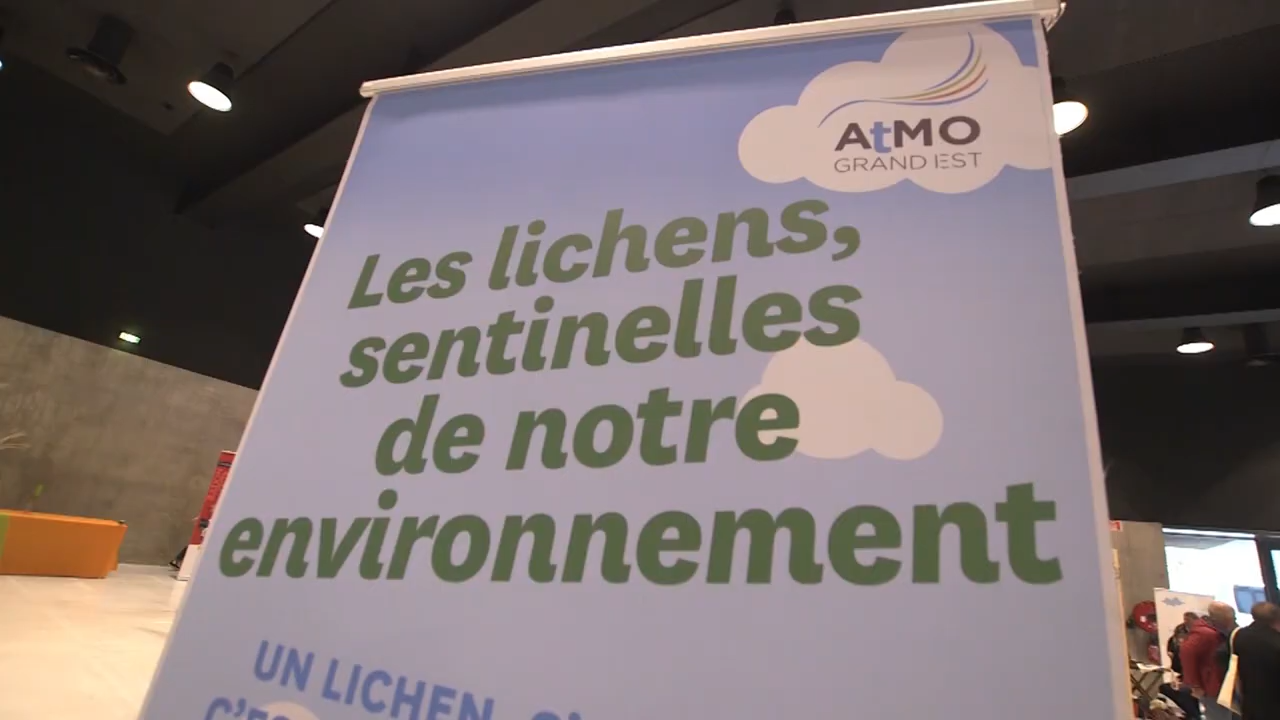 AtMO
GRAND EST
Les lichens,
sentinelles
de notre
environnement
UN LICHEN